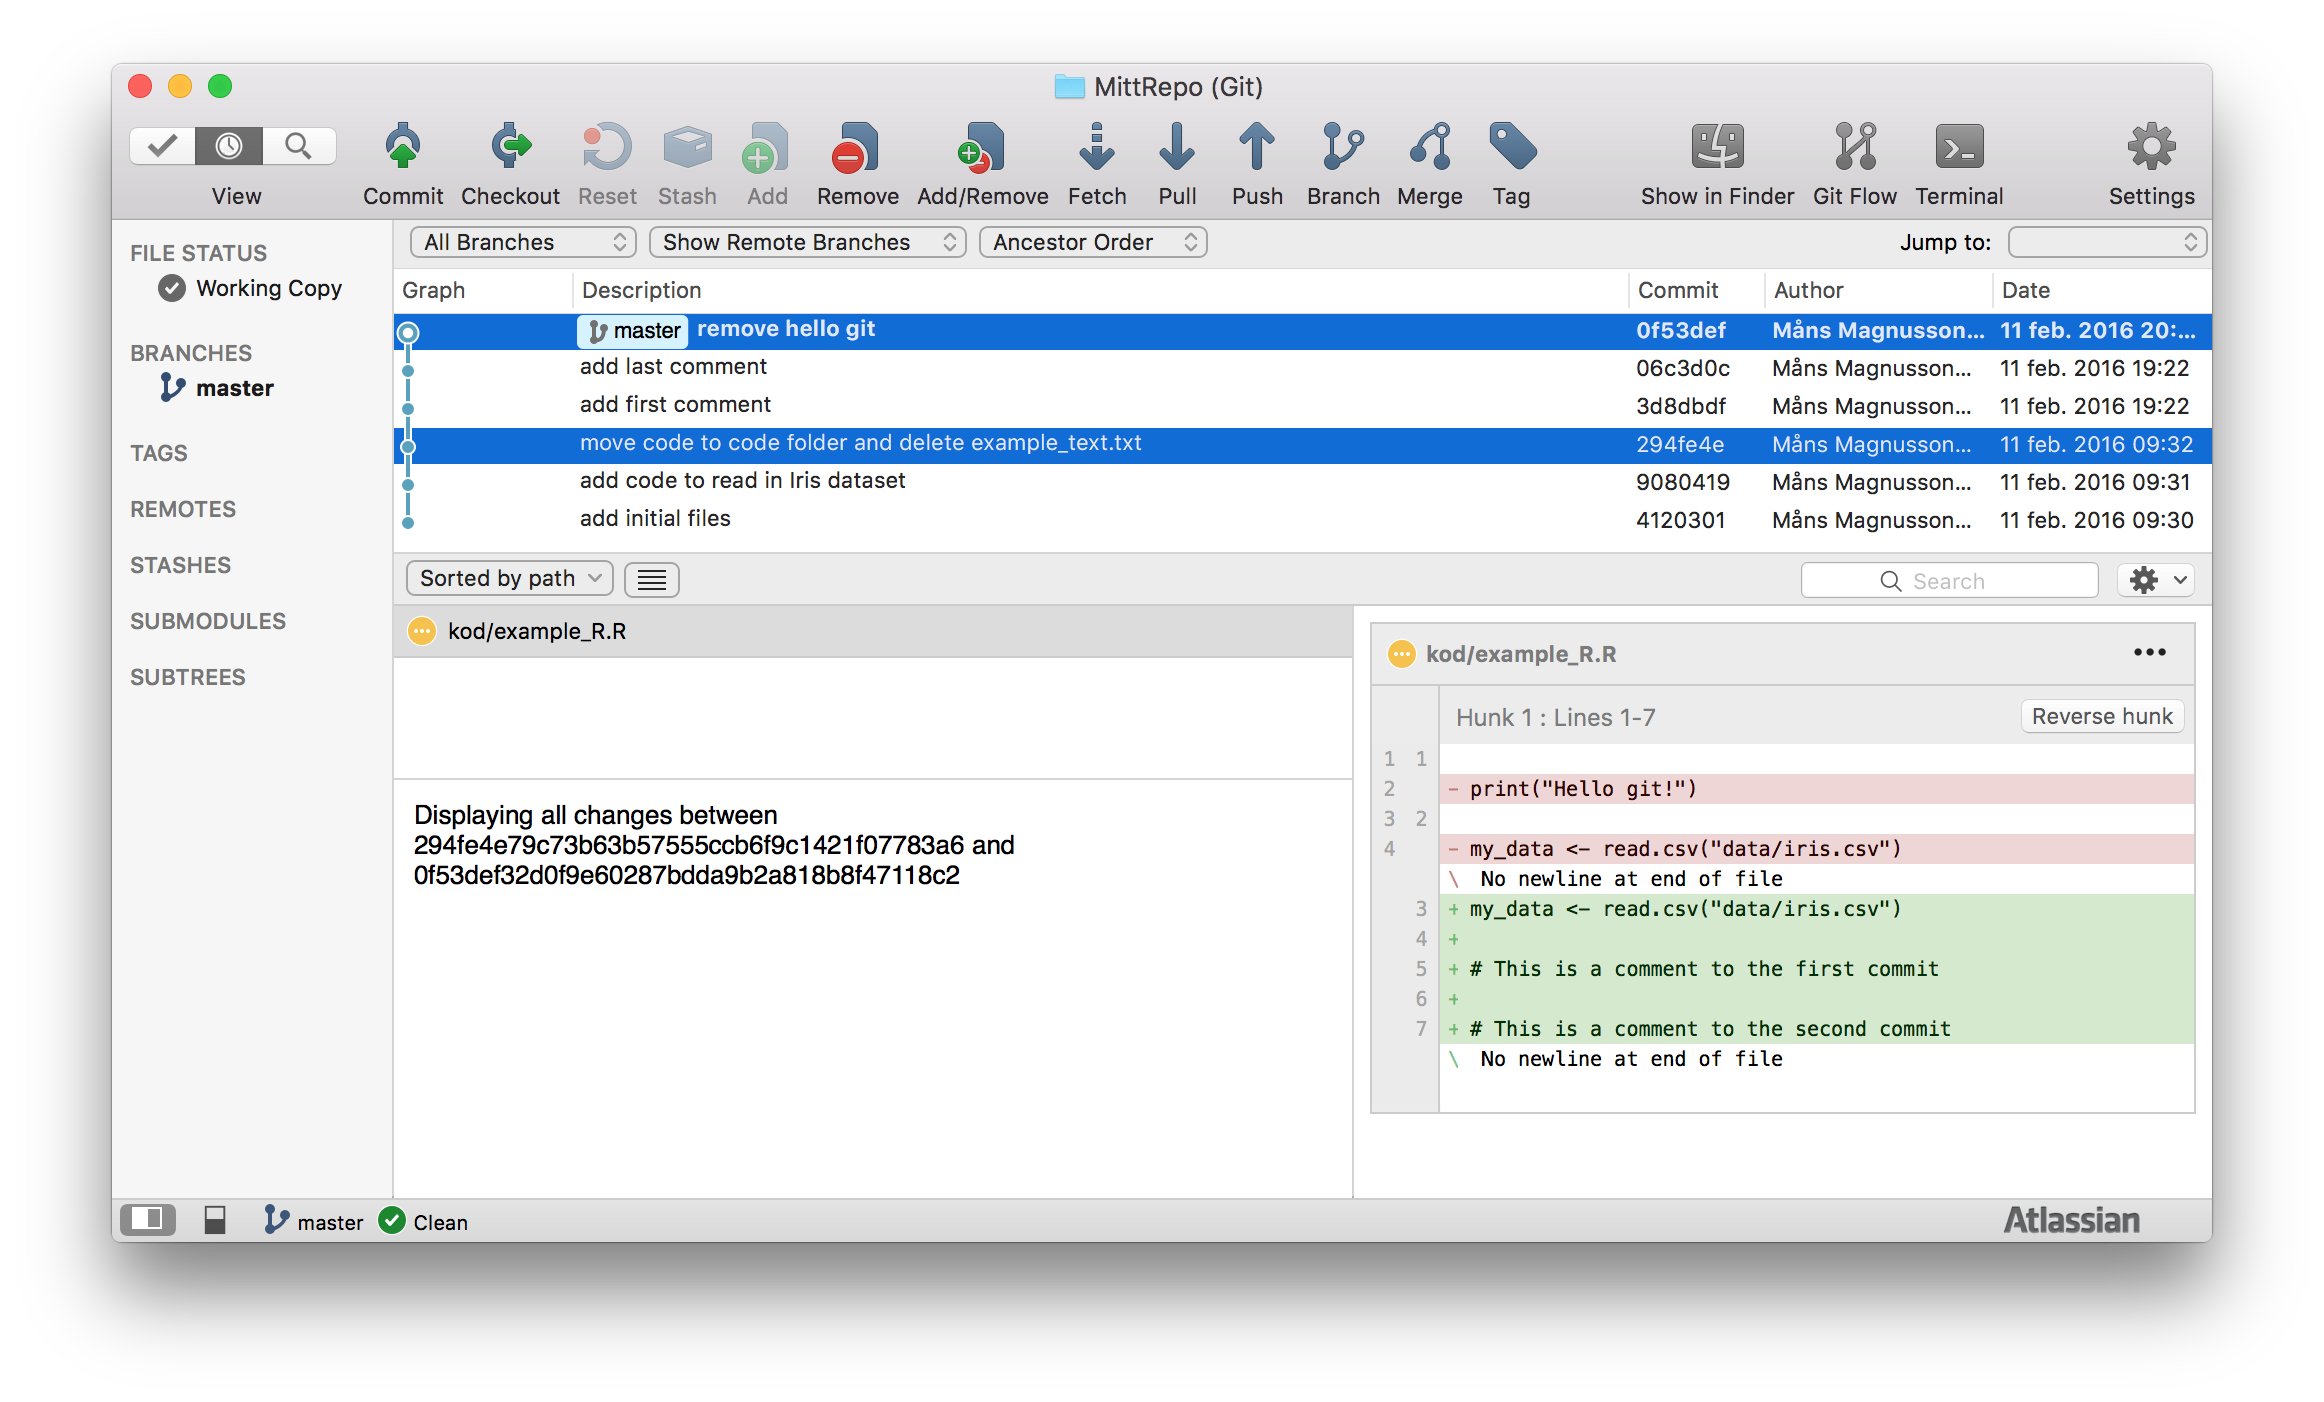 MittRepo (Git)
View Commit Checkout Reset Stash Add Remove Add/Remove Fetch Pull Push Branch Merge Tag Show in Finder Git Flow Terminal Settings
All Branches Show Remote Branches Ancestor Order Jump to:
FILE STATUS
Working Copy
BRANCHES
master
TAGS
REMOTES
STASHES
SUBMODULES
SUBTREES
Graph Description Commit Author Date
master remove hello git 0f53def Måns Magnusson... 11 feb. 2016 20:...
add last comment 06c3d0c Måns Magnusson... 11 feb. 2016 19:22
add first comment 3d8dbdf Måns Magnusson... 11 feb. 2016 19:22
move code to code folder and delete example_text.txt 294fe4e Måns Magnusson... 11 feb. 2016 09:32
add code to read in Iris dataset 9080419 Måns Magnusson... 11 feb. 2016 09:31
add initial files 4120301 Måns Magnusson... 11 feb. 2016 09:30
Sorted by path Search
kod/example_R.R
Displaying all changes between
294fe4e79c73b63b57555ccb6f9c1421f07783a6 and
0f53def32d0f9e60287bdda9b2a818b8f47118c2
kod/example_R.R
Hunk 1 : Lines 1-7 Reverse hunk
1 1
2 - print("Hello git!")
3 2
4 - my_data <- read.csv("data/iris.csv")
\ No newline at end of file
3 + my_data <- read.csv("data/iris.csv")
4 +
5 + # This is a comment to the first commit
6 +
7 + # This is a comment to the second commit
\ No newline at end of file
master Clean Atlassian